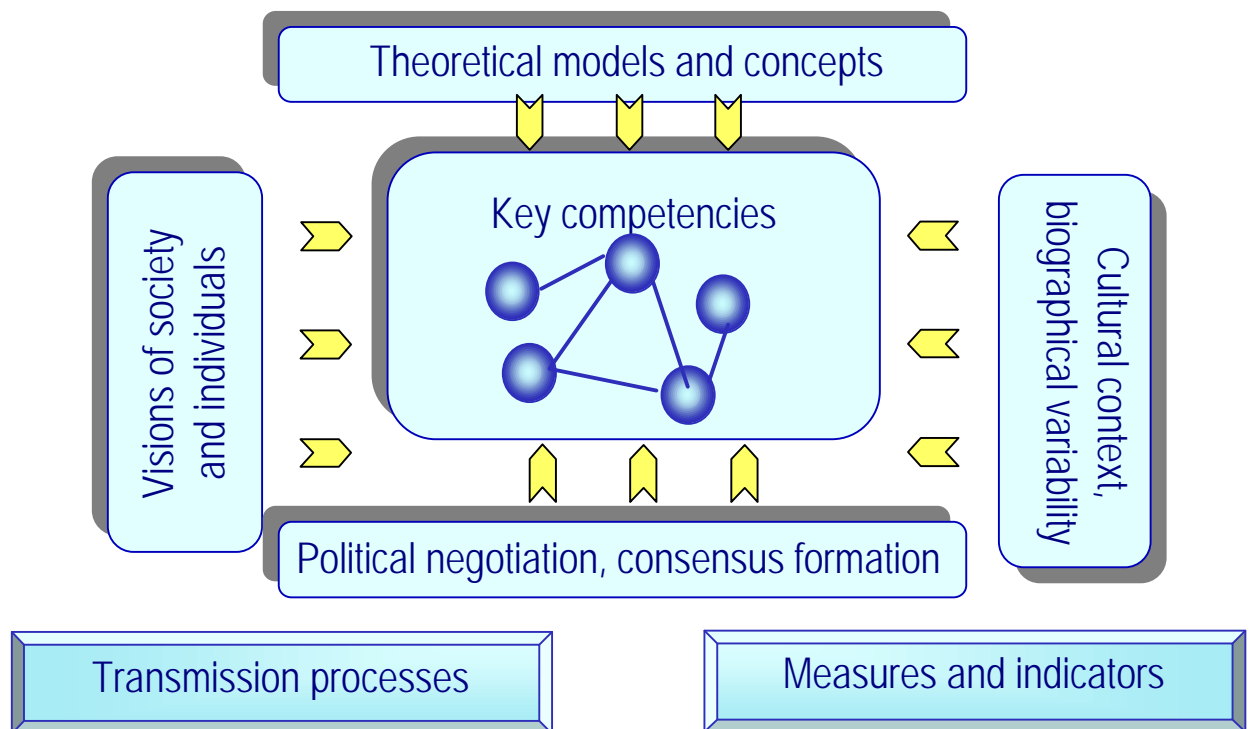 Theoretical models and concepts
Key competencies
Visions of society
and individuals
Cultural context,
biographical variability
Political negotiation, consensus formation
Transmission processes
Measures and indicators